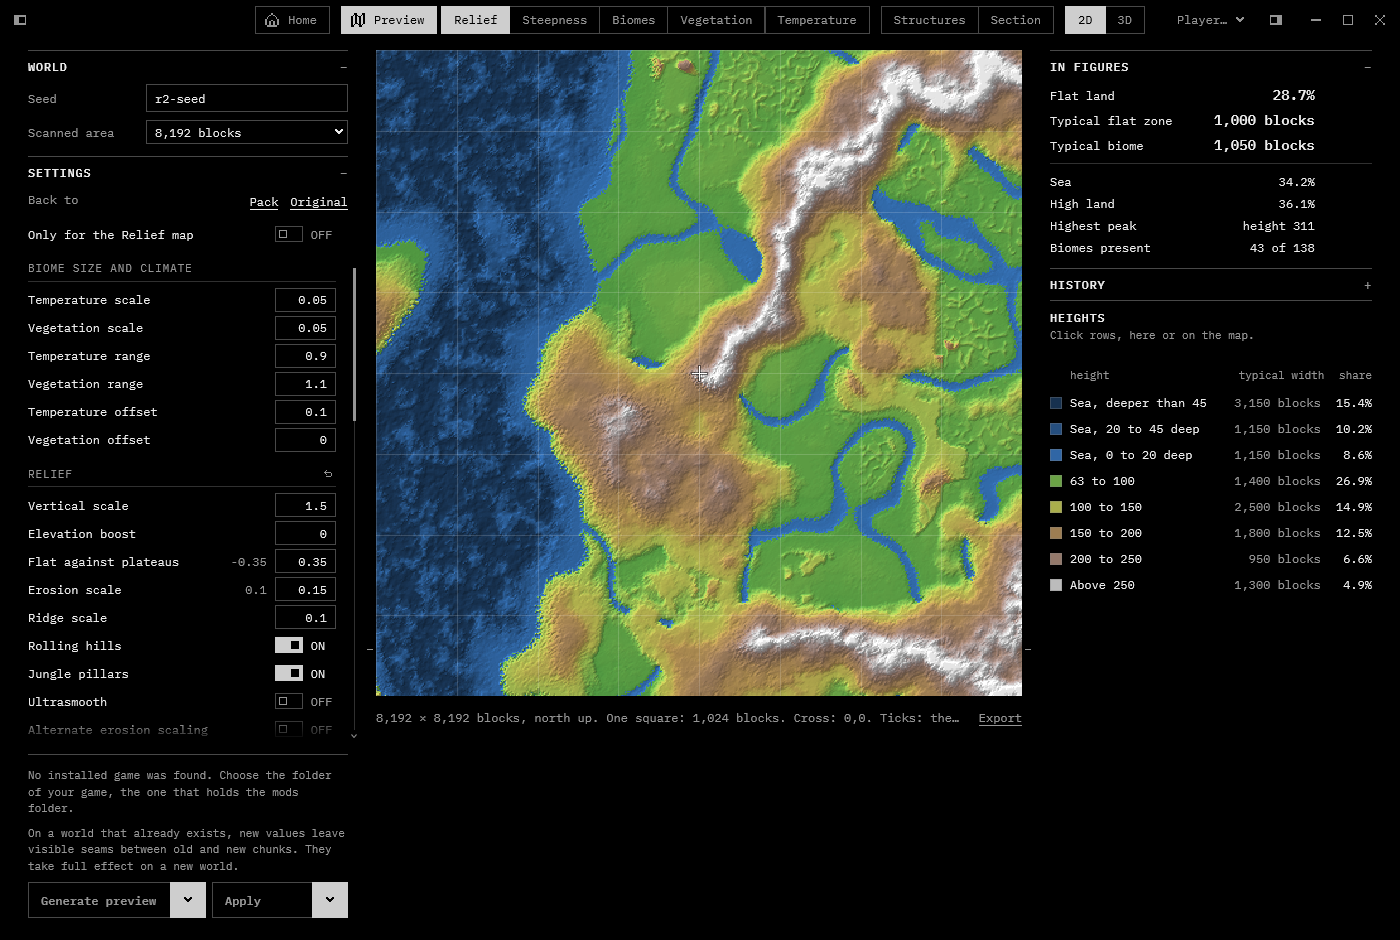 Home
Preview
Relief
Steepness
Biomes
Vegetation
Temperature
Structures
Section
2D
3D
Player…
WORLD
Seed
r2-seed
Scanned area
8,192 blocks
SETTINGS
Back to
Pack
Original
Only for the Relief map
OFF
BIOME SIZE AND CLIMATE
Temperature scale 0.05
Vegetation scale 0.05
Temperature range 0.9
Vegetation range 1.1
Temperature offset 0.1
Vegetation offset 0
RELIEF
Vertical scale 1.5
Elevation boost 0
Flat against plateaus -0.35 0.35
Erosion scale 0.1 0.15
Ridge scale 0.1
Rolling hills ON
Jungle pillars ON
Ultrasmooth OFF
Alternate erosion scaling OFF
No installed game was found. Choose the folder
of your game, the one that holds the mods
folder.
On a world that already exists, new values leave
visible seams between old and new chunks. They
take full effect on a new world.
Generate preview
Apply
8,192 × 8,192 blocks, north up. One square: 1,024 blocks. Cross: 0,0. Ticks: the…
Export
IN FIGURES
Flat land 28.7%
Typical flat zone 1,000 blocks
Typical biome 1,050 blocks
Sea 34.2%
High land 36.1%
Highest peak height 311
Biomes present 43 of 138
HISTORY
HEIGHTS
Click rows, here or on the map.
height typical width share
Sea, deeper than 45 3,150 blocks 15.4%
Sea, 20 to 45 deep 1,150 blocks 10.2%
Sea, 0 to 20 deep 1,150 blocks 8.6%
63 to 100 1,400 blocks 26.9%
100 to 150 2,500 blocks 14.9%
150 to 200 1,800 blocks 12.5%
200 to 250 950 blocks 6.6%
Above 250 1,300 blocks 4.9%